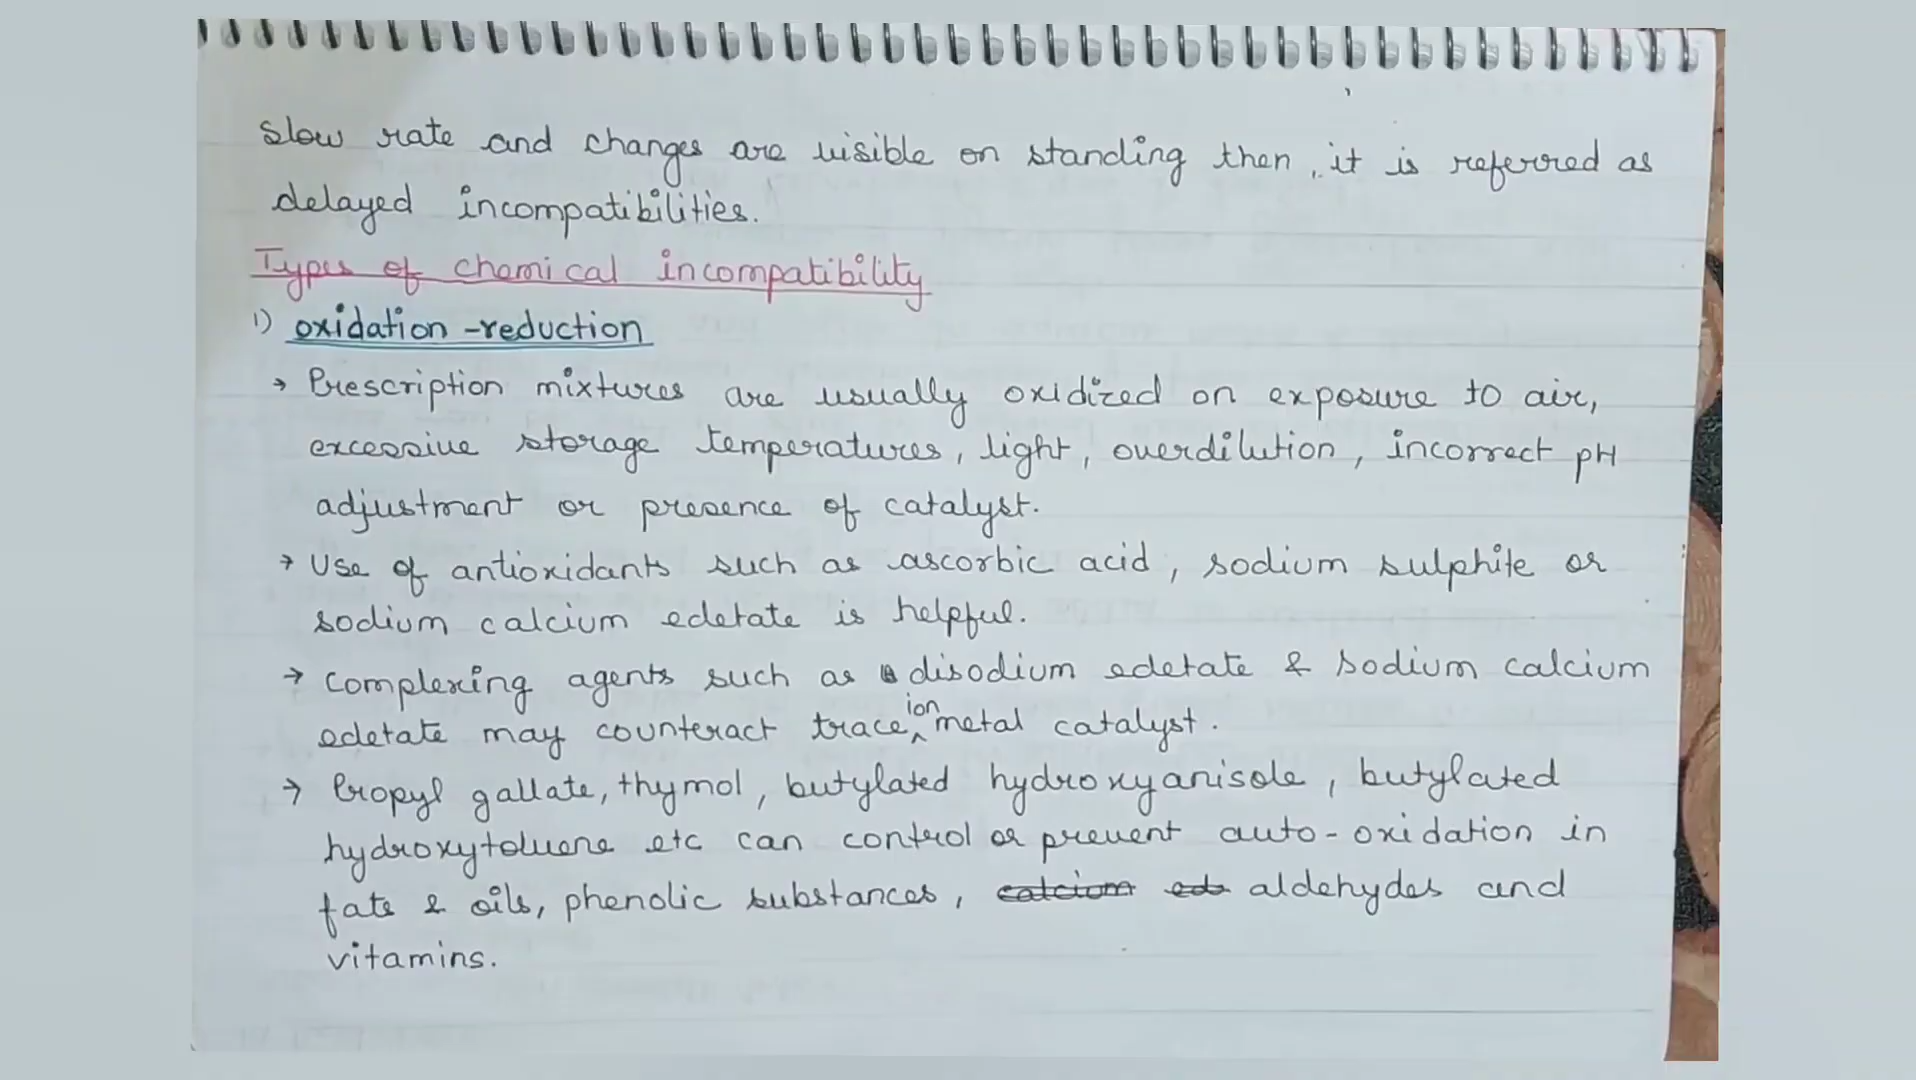 slow rate and changes are visible on standing then, it is referred as
delayed incompatibilities.
Types of chemical incompatibility
1) oxidation-reduction
→ Prescription mixtures are usually oxidized on exposure to air,
excessive storage temperatures, light, overdilution, incorrect pH
adjustment or presence of catalyst.
→ Use of antioxidants such as ascorbic acid, sodium sulphite or
sodium calcium edetate is helpful.
→ Complexing agents such as disodium edetate & sodium calcium
edetate may counteract trace ion metal catalyst.
→ Propyl gallate, thymol, butylated hydroxyanisole, butylated
hydroxytoluene etc can control or prevent auto-oxidation in
fats & oils, phenolic substances, calcium ed aldehydes and
vitamins.